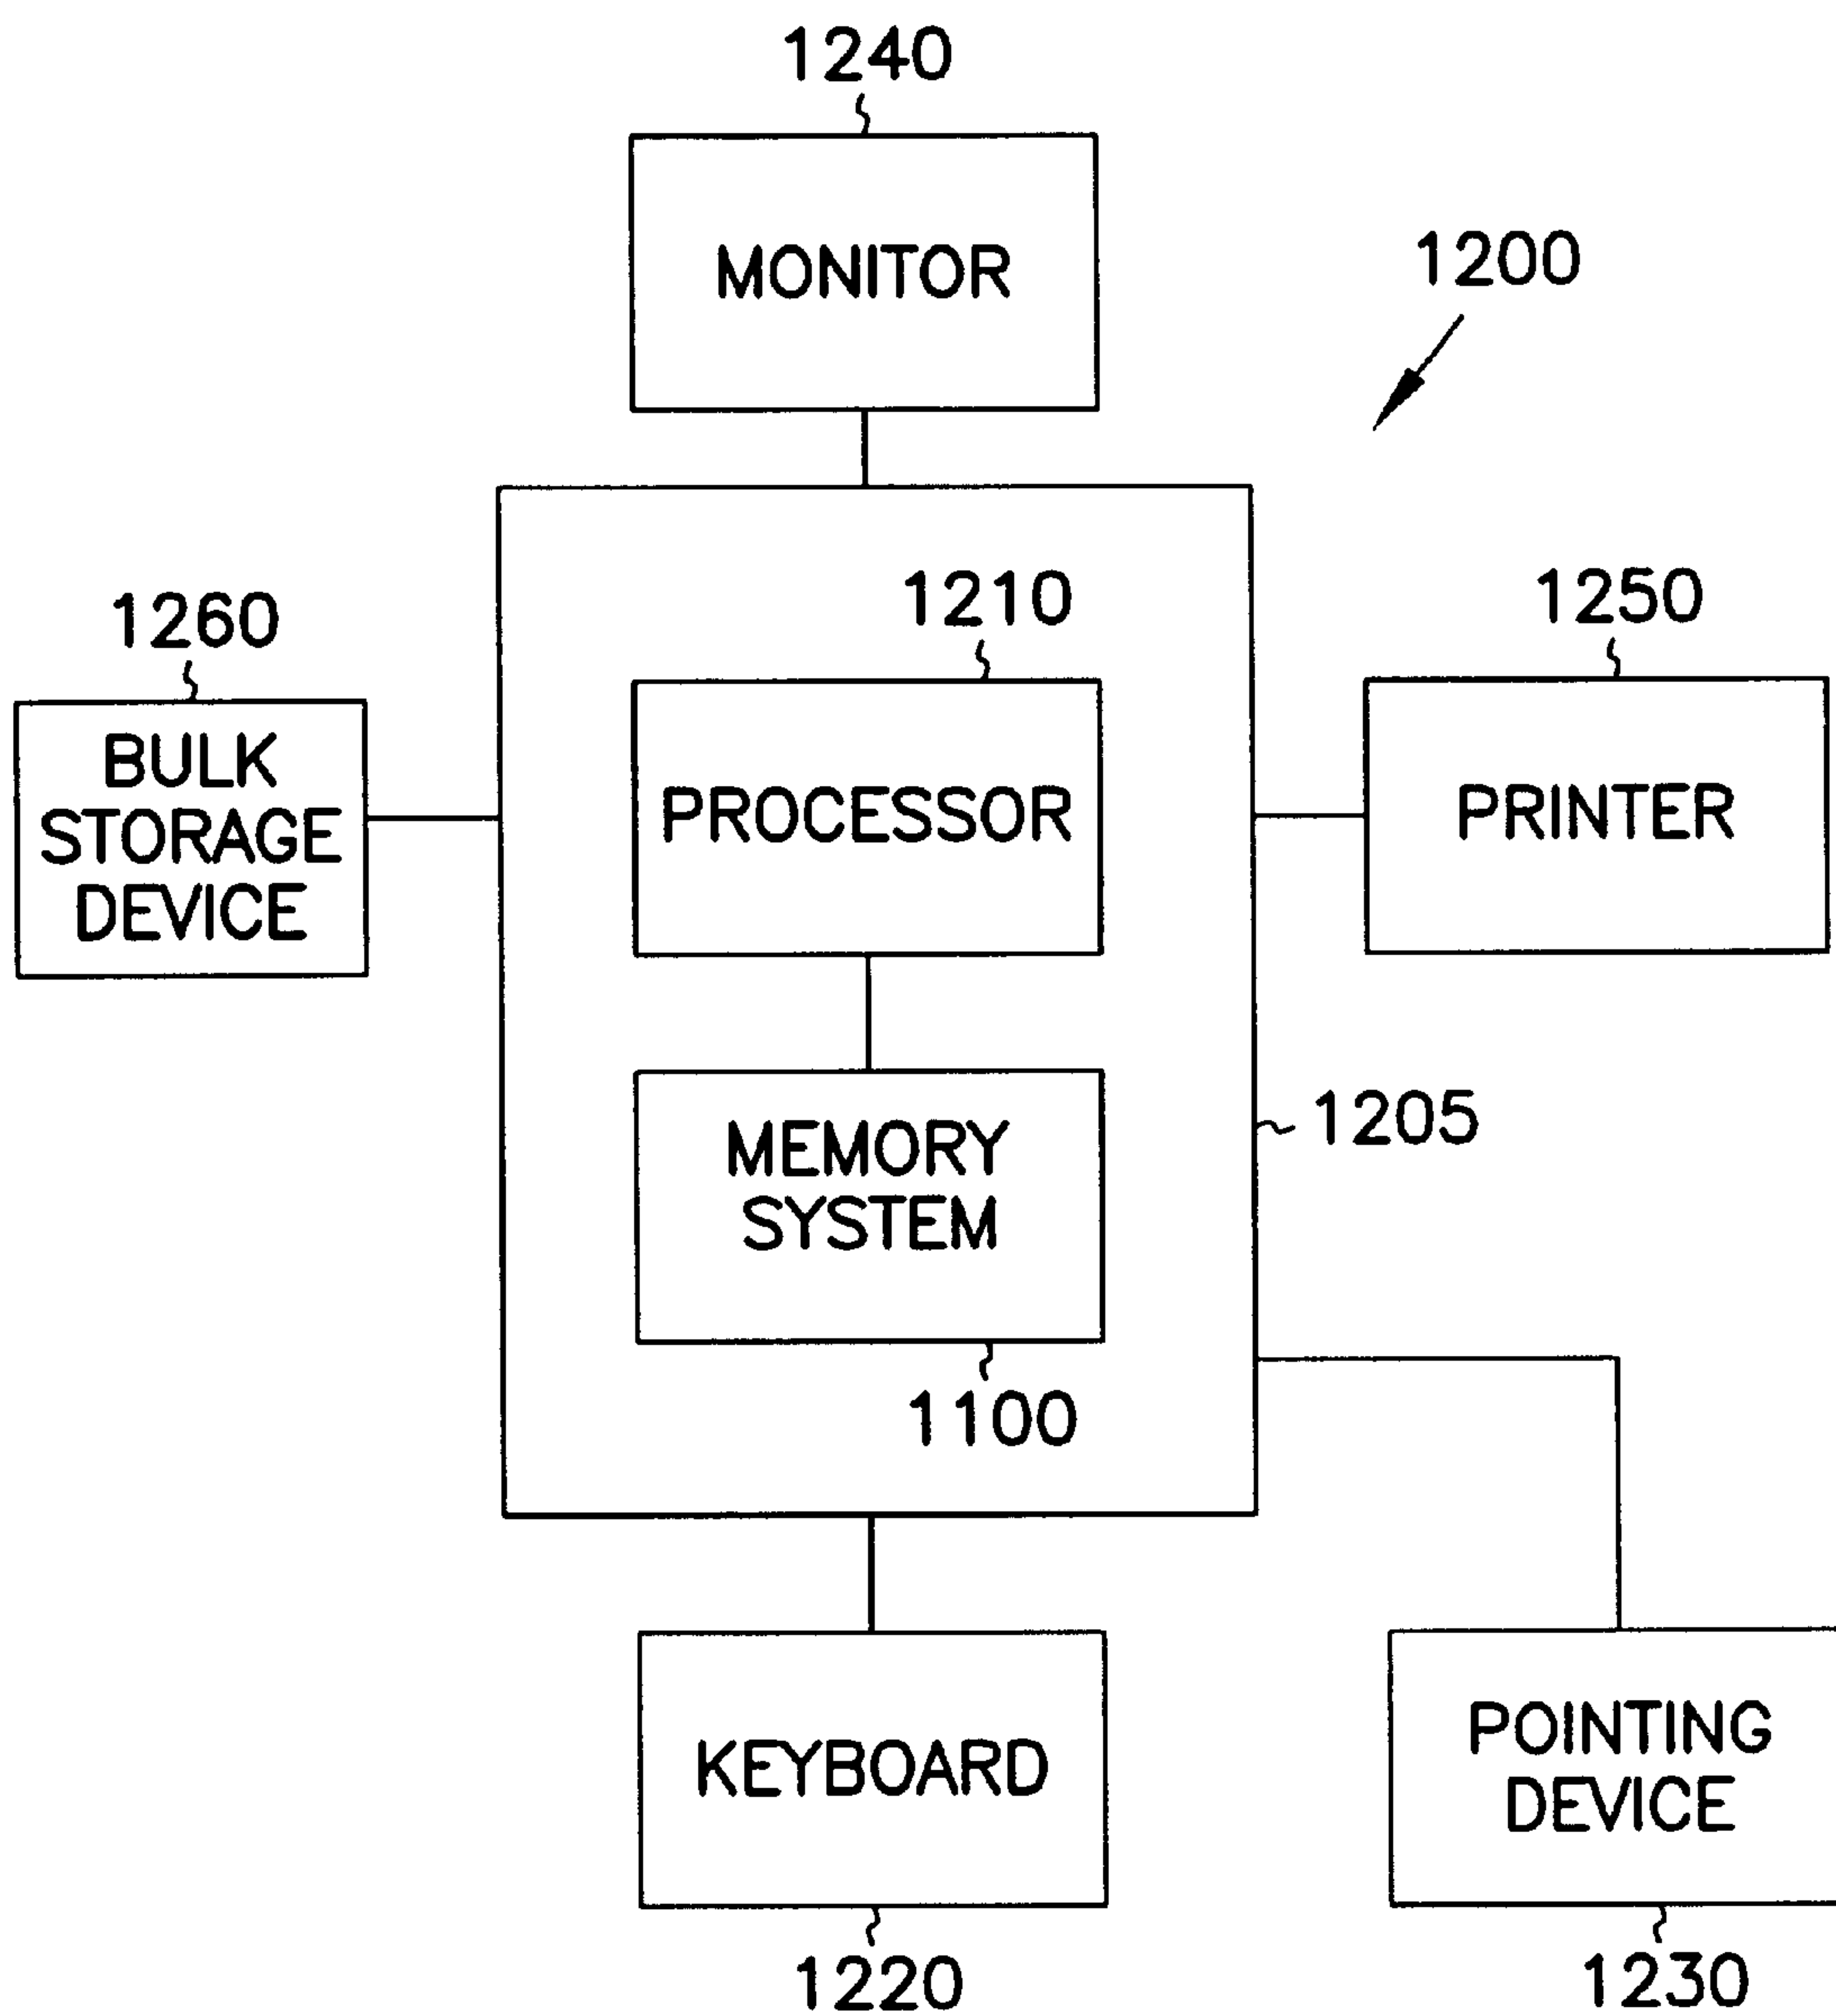 1240
MONITOR
1200
1260
BULK
STORAGE
DEVICE
1210
PROCESSOR
1250
PRINTER
MEMORY
SYSTEM
1205
1100
KEYBOARD
1220
POINTING
DEVICE
1230